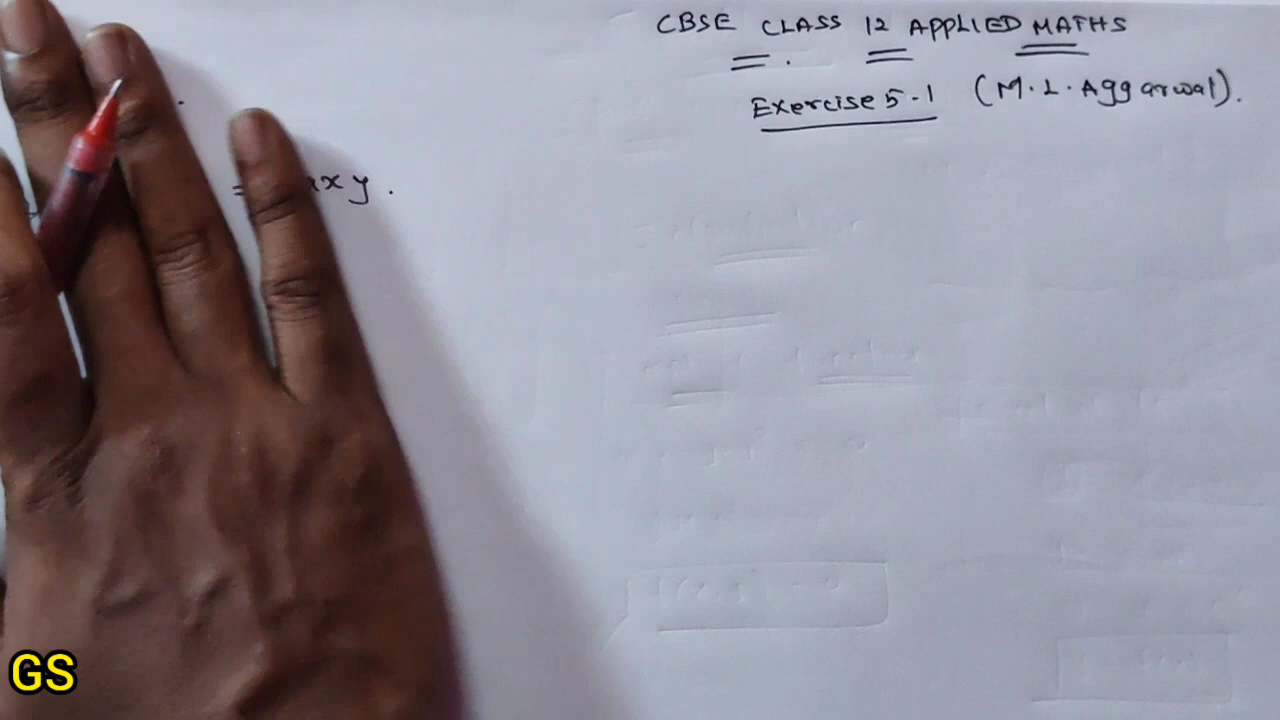 CBSE CLASS 12 APPLIED MATHS
Exercise 5.1 (M.L. Aggarwal).
xy.
GS